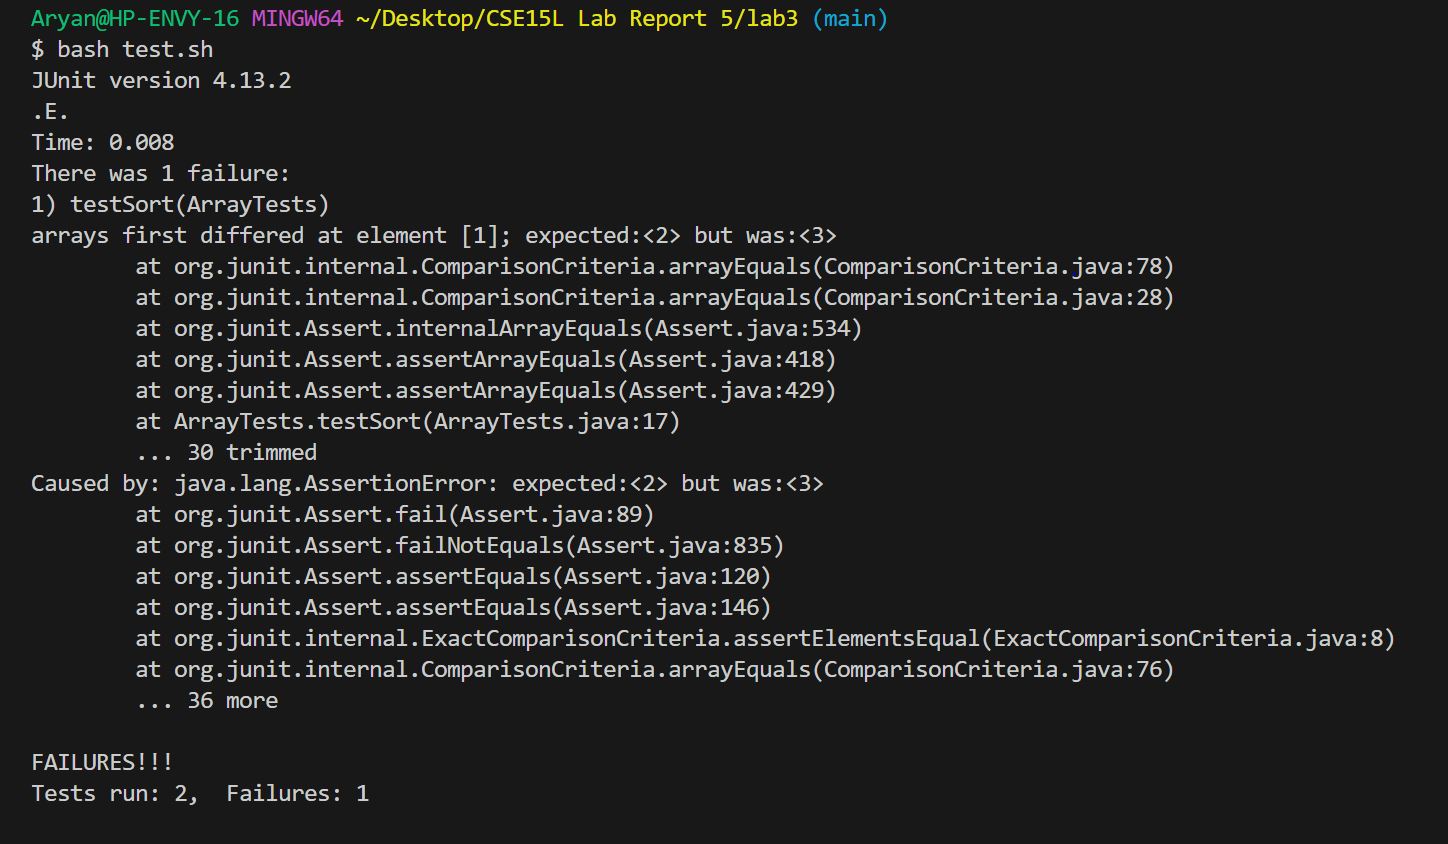 Aryan@HP-ENVY-16 MINGW64 ~/Desktop/CSE15L Lab Report 5/lab3 (main)
$ bash test.sh
JUnit version 4.13.2
.E.
Time: 0.008
There was 1 failure:
1) testSort(ArrayTests)
arrays first differed at element [1]; expected:<2> but was:<3>
        at org.junit.internal.ComparisonCriteria.arrayEquals(ComparisonCriteria.java:78)
        at org.junit.internal.ComparisonCriteria.arrayEquals(ComparisonCriteria.java:28)
        at org.junit.Assert.internalArrayEquals(Assert.java:534)
        at org.junit.Assert.assertArrayEquals(Assert.java:418)
        at org.junit.Assert.assertArrayEquals(Assert.java:429)
        at ArrayTests.testSort(ArrayTests.java:17)
        ... 30 trimmed
Caused by: java.lang.AssertionError: expected:<2> but was:<3>
        at org.junit.Assert.fail(Assert.java:89)
        at org.junit.Assert.failNotEquals(Assert.java:835)
        at org.junit.Assert.assertEquals(Assert.java:120)
        at org.junit.Assert.assertEquals(Assert.java:146)
        at org.junit.internal.ExactComparisonCriteria.assertElementsEqual(ExactComparisonCriteria.java:8)
        at org.junit.internal.ComparisonCriteria.arrayEquals(ComparisonCriteria.java:76)
        ... 36 more

FAILURES!!!
Tests run: 2,  Failures: 1